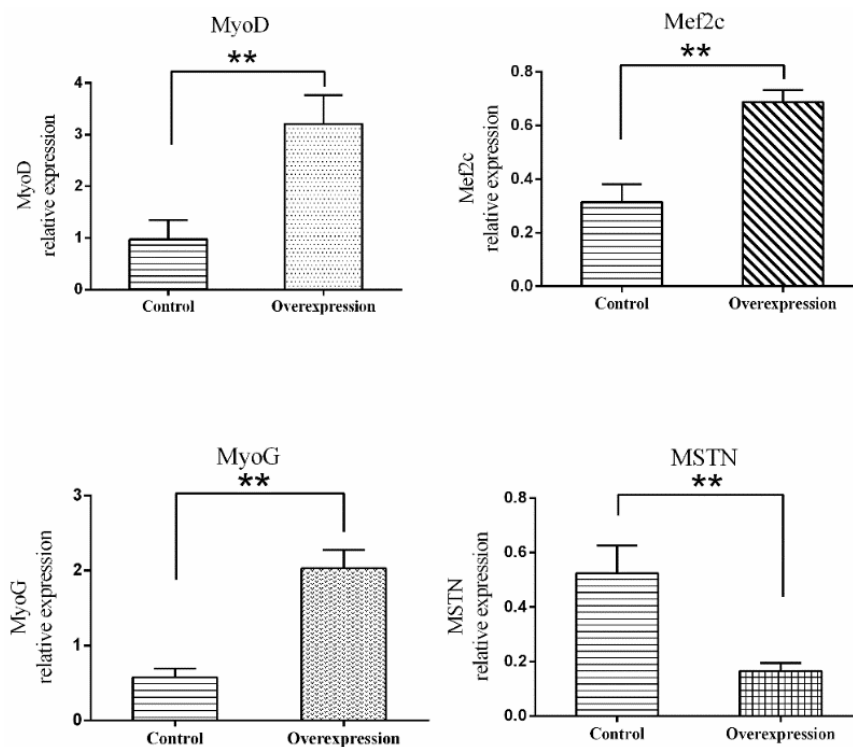 MyoD
**
MyoD
relative expression
4
3
2
1
0
Control Overexpression
Mef2c
**
Mef2c
relative expression
0.8
0.6
0.4
0.2
0.0
Control Overexpression
MyoG
**
MyoG
relative expression
3
2
1
0
Control Overexpression
MSTN
**
MSTN
relative expression
0.8
0.6
0.4
0.2
0.0
Control Overexpression